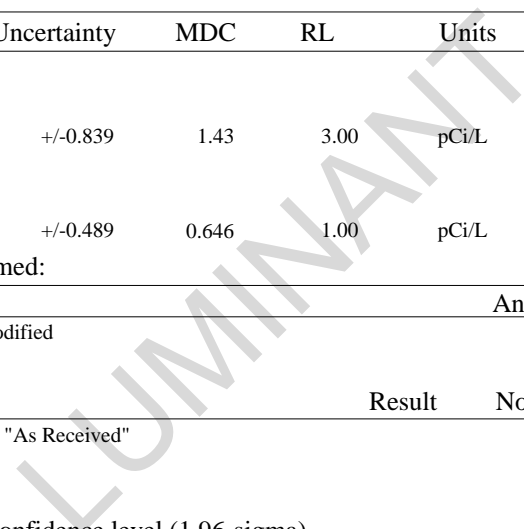 Uncertainty MDC RL Units
+/-0.839 1.43 3.00 pCi/L
+/-0.489 0.646 1.00 pCi/L
med:
An
odified
Result No
"As Received"
onfidence level (1.96-sigma)
LUMINANT